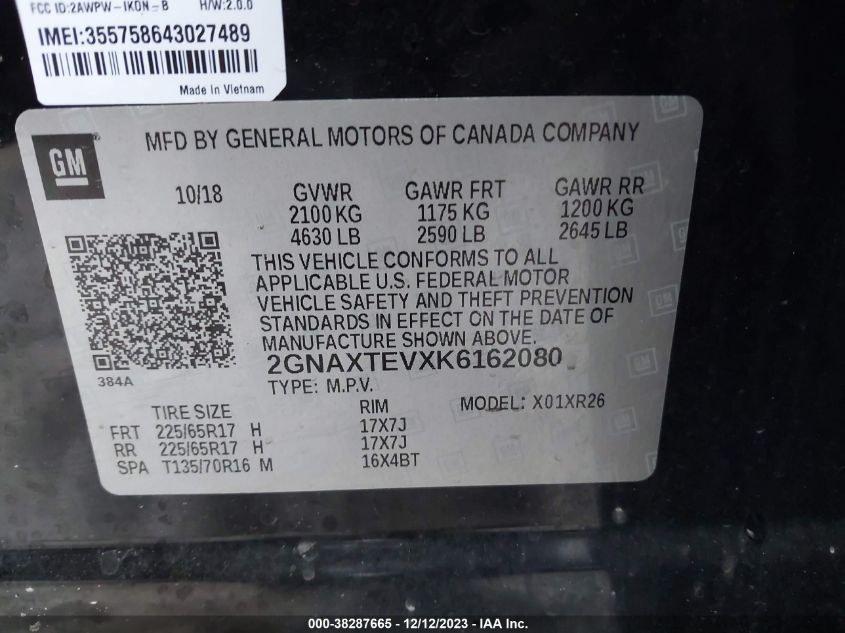 FCC ID:2AWPW-IKON-B H/W:2.0.0
IMEI:355758643027489
Made In Vietnam
GM
MFD BY GENERAL MOTORS OF CANADA COMPANY
10/18 GVWR GAWR FRT GAWR RR
2100 KG 1175 KG 1200 KG
4630 LB 2590 LB 2645 LB
THIS VEHICLE CONFORMS TO ALL
APPLICABLE U.S. FEDERAL MOTOR
VEHICLE SAFETY AND THEFT PREVENTION
STANDARDS IN EFFECT ON THE DATE OF
MANUFACTURE SHOWN ABOVE.
384A
2GNAXTEVXK6162080
TYPE: M.P.V.
MODEL: X01XR26
TIRE SIZE RIM
FRT 225/65R17 H 17X7J
RR 225/65R17 H 17X7J
SPA T135/70R16 M 16X4BT
000-38287665 - 12/12/2023 - IAA Inc.